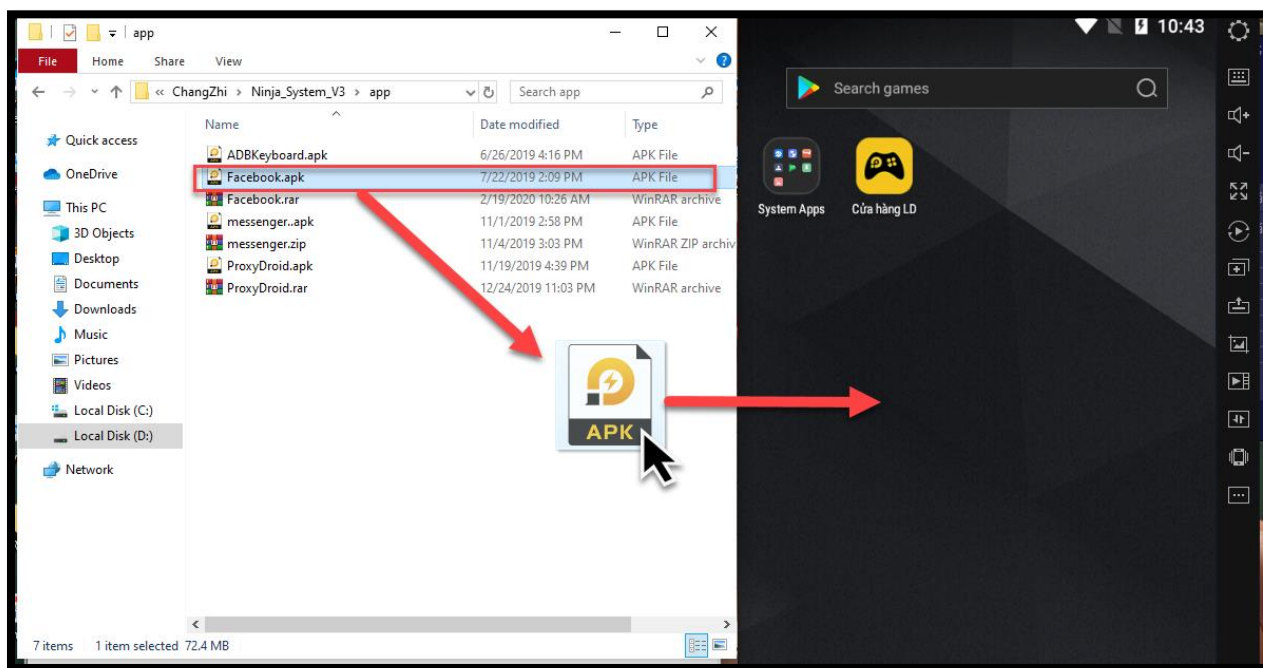 app
File Home Share View
« ChangZhi › Ninja_System_V3 › app
Search app
Quick access
OneDrive
This PC
3D Objects
Desktop
Documents
Downloads
Music
Pictures
Videos
Local Disk (C:)
Local Disk (D:)
Network
Name Date modified Type
ADBKeyboard.apk 6/26/2019 4:16 PM APK File
Facebook.apk 7/22/2019 2:09 PM APK File
Facebook.rar 2/19/2020 10:26 AM WinRAR archive
messenger..apk 11/1/2019 2:58 PM APK File
messenger.zip 11/4/2019 3:03 PM WinRAR ZIP archiv
ProxyDroid.apk 11/19/2019 4:39 PM APK File
ProxyDroid.rar 12/24/2019 11:03 PM WinRAR archive
APK
7 items 1 item selected 72.4 MB
10:43
Search games
System Apps Cửa hàng LD